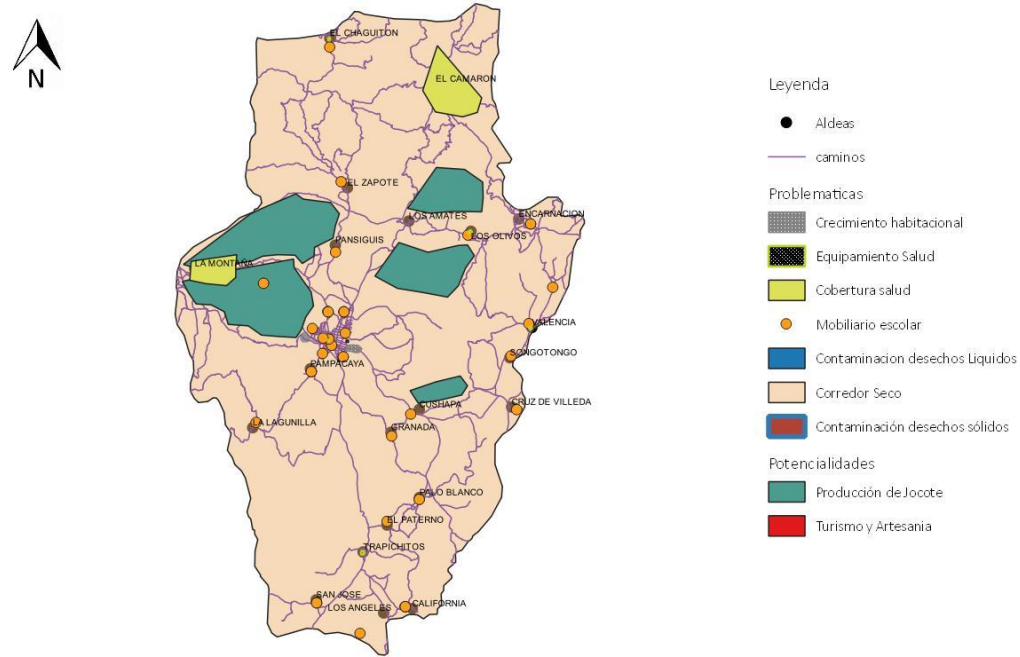 N
EL CHAGUITON
EL CAMARON
EL ZAPOTE
LOS AMATES
ENCARNACION
LOS OLIVOS
PANSIGUIS
LA MONTAÑA
VALENCIA
SONGOTONGO
PAMPACAYA
CUSHAPA
CRUZ DE VILLEDA
LA LAGUNILLA
GRANADA
PALO BLANCO
EL PATERNO
TRAPICHITOS
SAN JOSE
LOS ANGELES
CALIFORNIA
Leyenda
Aldeas
caminos
Problematicas
Crecimiento habitacional
Equipamiento Salud
Cobertura salud
Mobiliario escolar
Contaminacion desechos Liquidos
Corredor Seco
Contaminación desechos sólidos
Potencialidades
Producción de Jocote
Turismo y Artesania